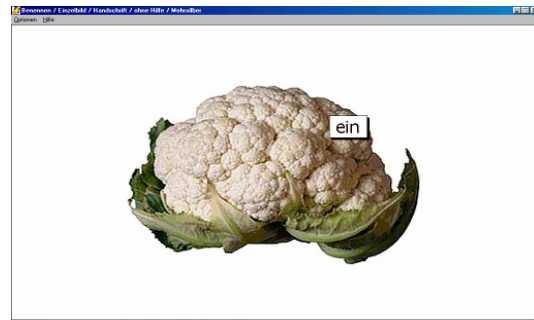 Benennen / Einzelbild / Handschrift / ohne Hilfe / Mehrsilber
Optionen Hilfe
ein